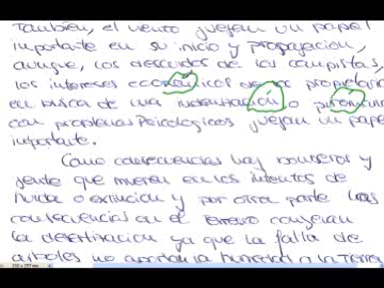 también, el viento juegan un papel
importante en su inicio y propagación,
aunque, los descuidos de los campistas,
los intereses económicos de los propietarios
en busca de una indemnización o pirómanos
con problemas Psicológicos juegan un papel
importante.
Como consecuencias hay bomberos y
gente que mueren en los intentos de
huida o extinción y por otra parte las
consecuencias en el terreno conllevan
la desertización ya que la falta de
árboles no aportan la humedad a la Tierra